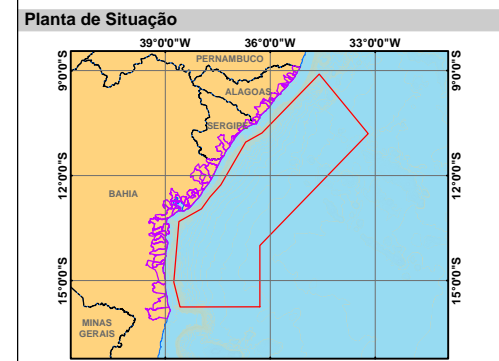 Planta de Situação
39°0'0"W 36°0'0"W 33°0'0"W
9°0'0"S 9°0'0"S
PERNAMBUCO
ALAGOAS
SERGIPE
12°0'0"S 12°0'0"S
BAHIA
15°0'0"S 15°0'0"S
MINAS
GERAIS